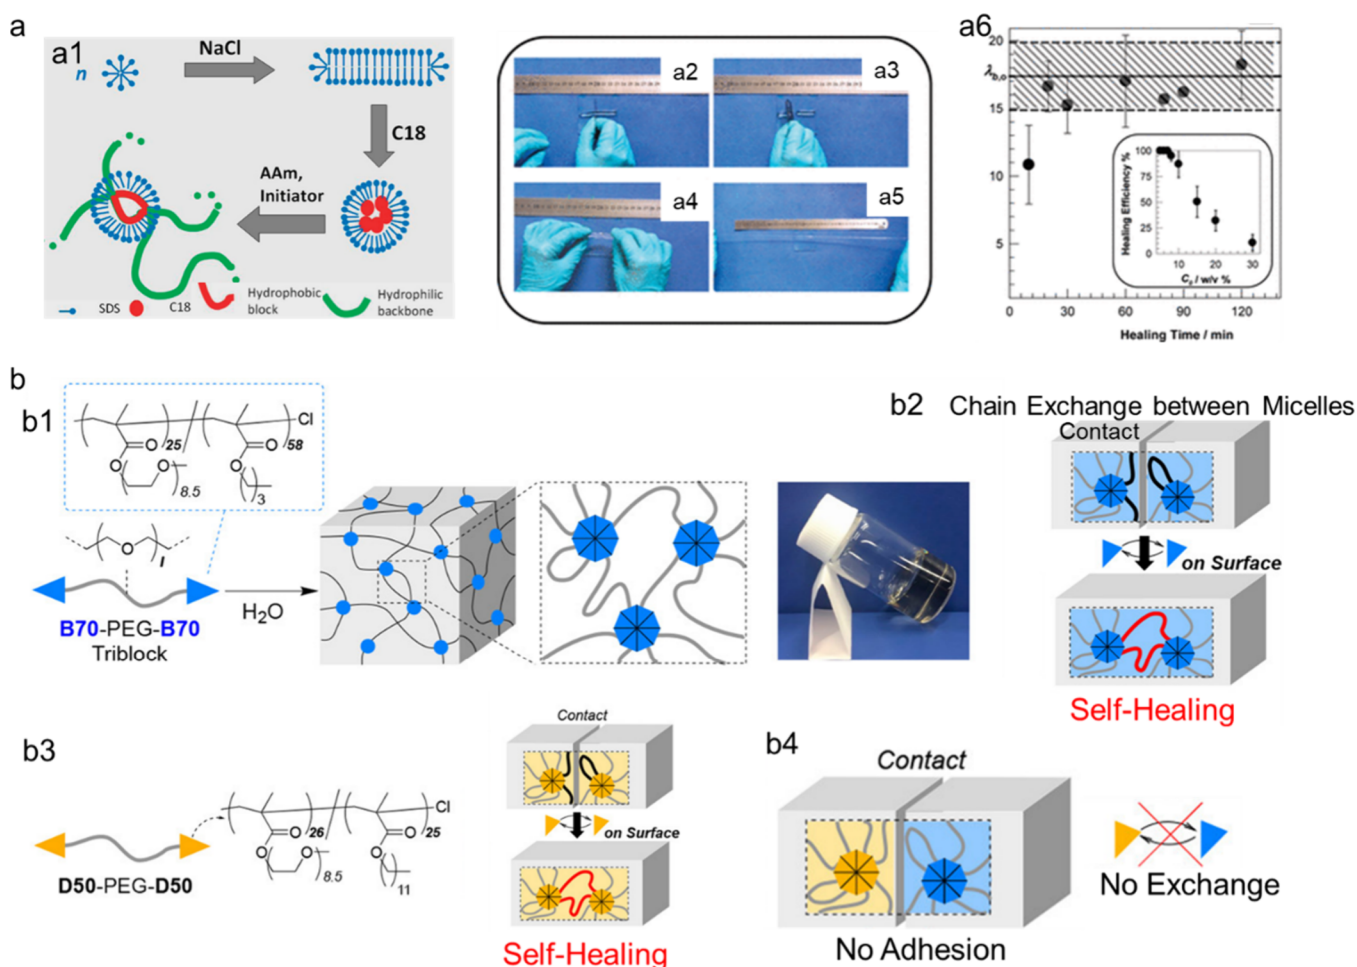 a
a1
n
NaCl
C18
AAm,
Initiator
SDS
C18
Hydrophobic
block
Hydrophilic
backbone
a2
a3
a4
a5
a6
20
λb,o
15
10
5
0
30
60
90
120
Healing Time / min
Healing Efficiency %
100
75
50
25
0
10
20
30
w/v %
b
b1
Cl
O
O
25
58
O
O
O
8.5
3
O
l
B70-PEG-B70
Triblock
H₂O
b2 Chain Exchange between Micelles
Contact
on Surface
Self-Healing
b3
D50-PEG-D50
Cl
O
O
26
25
O
O
O
8.5
11
Contact
on Surface
Self-Healing
b4
Contact
No Adhesion
No Exchange